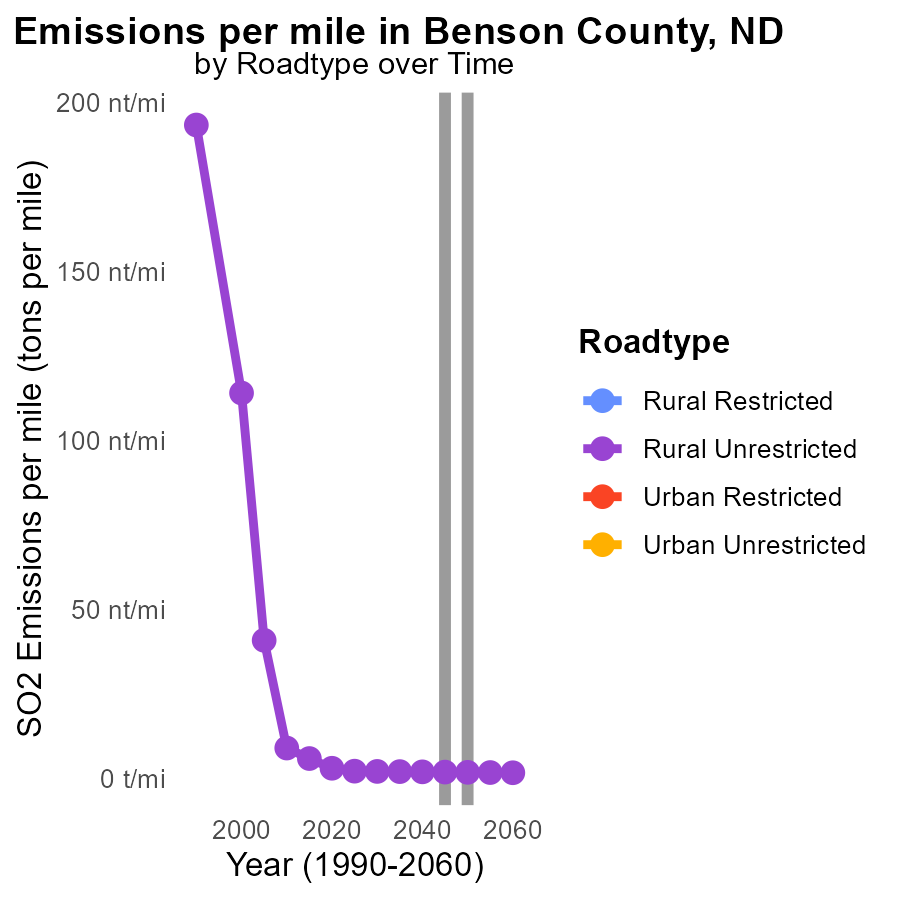 Emissions per mile in Benson County, ND
by Roadtype over Time
SO2 Emissions per mile (tons per mile)
200 nt/mi
150 nt/mi
100 nt/mi
50 nt/mi
0 t/mi
2000 2020 2040 2060
Year (1990-2060)
Roadtype
Rural Restricted
Rural Unrestricted
Urban Restricted
Urban Unrestricted